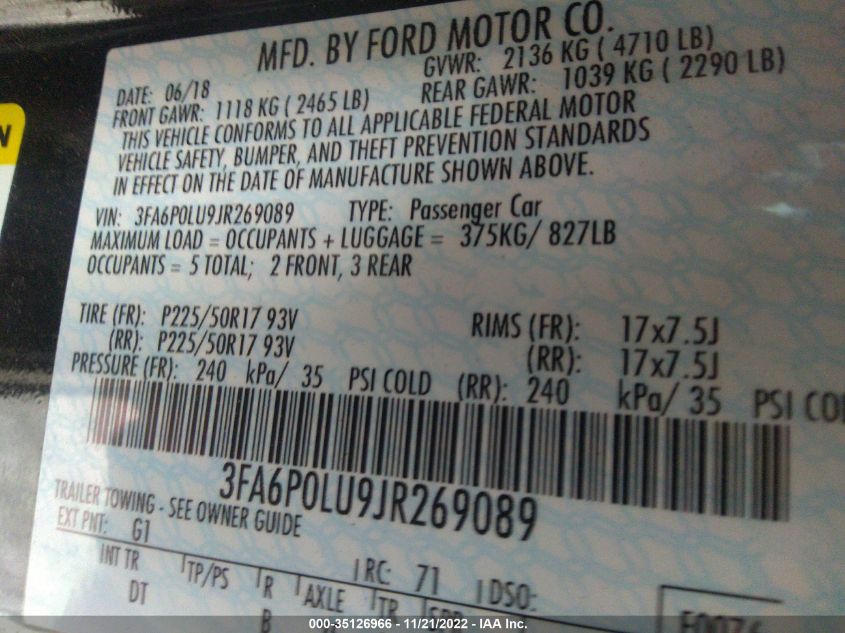 MFD. BY FORD MOTOR CO.
DATE: 06/18 GVWR: 2136 KG ( 4710 LB)
FRONT GAWR: 1118 KG ( 2465 LB) REAR GAWR: 1039 KG ( 2290 LB)
THIS VEHICLE CONFORMS TO ALL APPLICABLE FEDERAL MOTOR
VEHICLE SAFETY, BUMPER, AND THEFT PREVENTION STANDARDS
IN EFFECT ON THE DATE OF MANUFACTURE SHOWN ABOVE.
VIN: 3FA6P0LU9JR269089 TYPE: Passenger Car
MAXIMUM LOAD = OCCUPANTS + LUGGAGE = 375KG/ 827LB
OCCUPANTS = 5 TOTAL; 2 FRONT, 3 REAR
TIRE (FR): P225/50R17 93V RIMS (FR): 17x7.5J
(RR): P225/50R17 93V (RR): 17x7.5J
PRESSURE (FR): 240 kPa/ 35 PSI COLD (RR): 240 kPa/ 35 PSI COL
3FA6P0LU9JR269089
TRAILER TOWING - SEE OWNER GUIDE
EXT PNT: G1 RC: 71 DSO:
INT TR TP/PS R AXLE TR
DT B
000-35126966 - 11/21/2022 - IAA Inc.